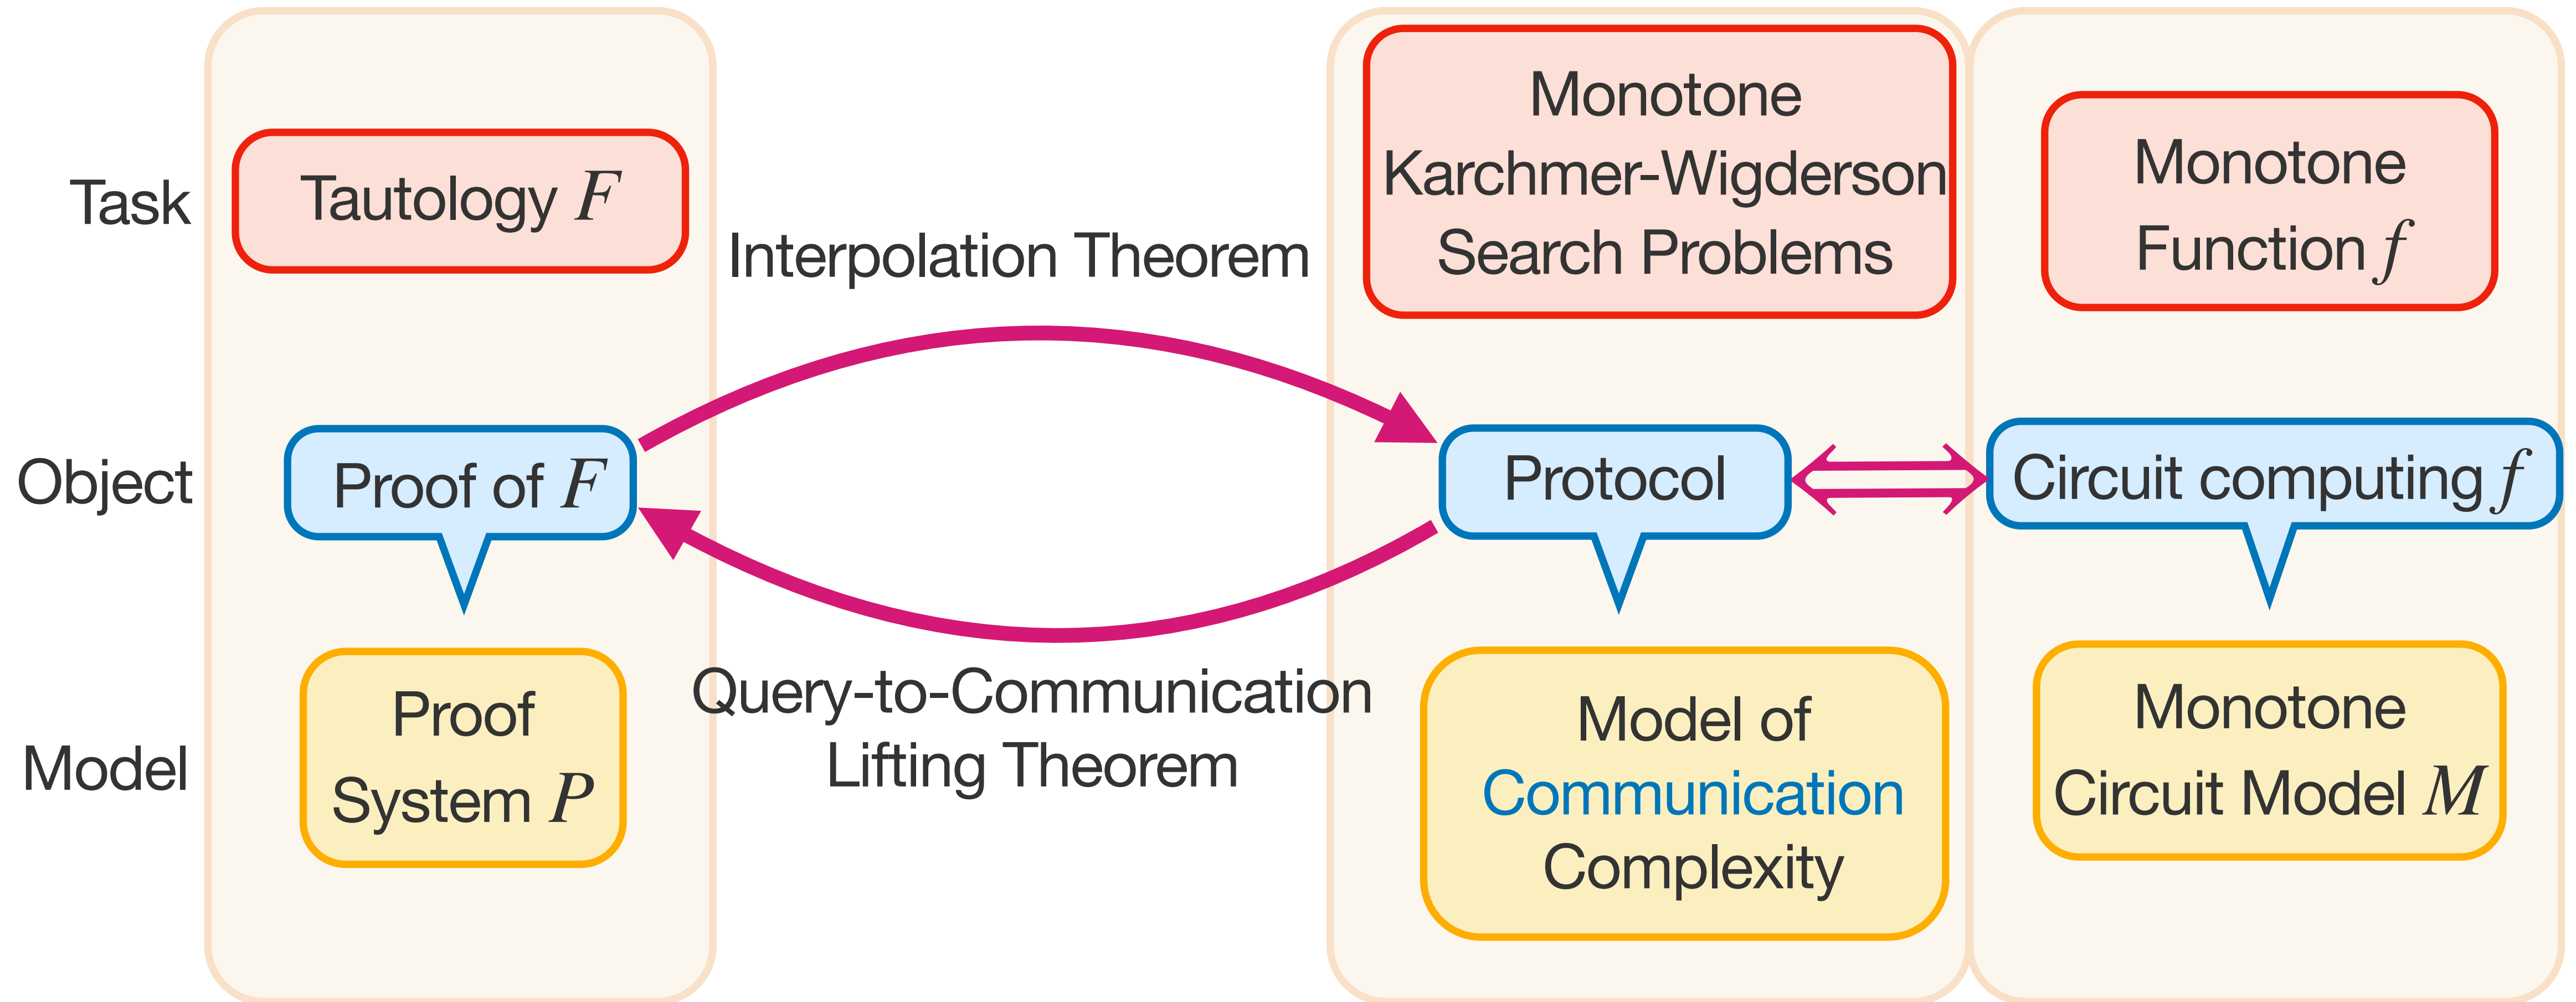 Task
Tautology F
Interpolation Theorem
Monotone
Karchmer-Wigderson
Search Problems
Monotone
Function f
Object
Proof of F
Protocol
Circuit computing f
Model
Proof
System P
Query-to-Communication
Lifting Theorem
Model of
Communication
Complexity
Monotone
Circuit Model M